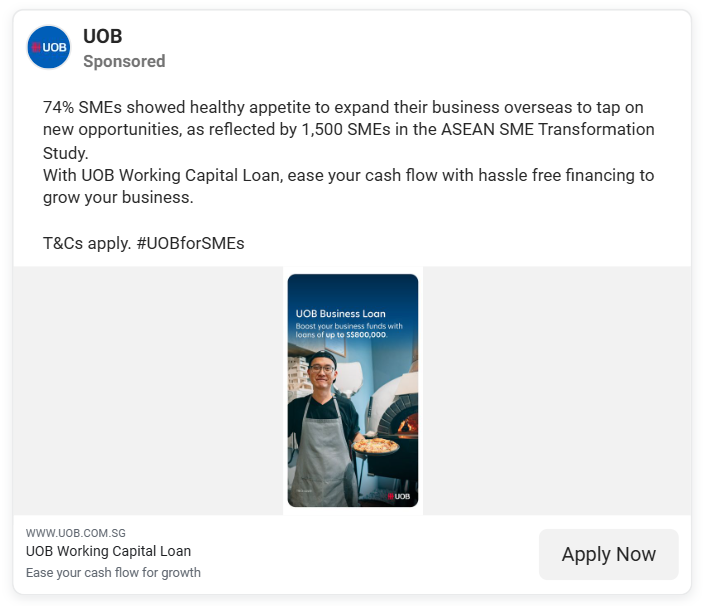 UOB
UOB
Sponsored
74% SMEs showed healthy appetite to expand their business overseas to tap on
new opportunities, as reflected by 1,500 SMEs in the ASEAN SME Transformation
Study.
With UOB Working Capital Loan, ease your cash flow with hassle free financing to
grow your business.
T&Cs apply. #UOBforSMEs
UOB Business Loan
Boost your business funds with
loans of up to S$800,000.
UOB
WWW.UOB.COM.SG
UOB Working Capital Loan
Ease your cash flow for growth
Apply Now